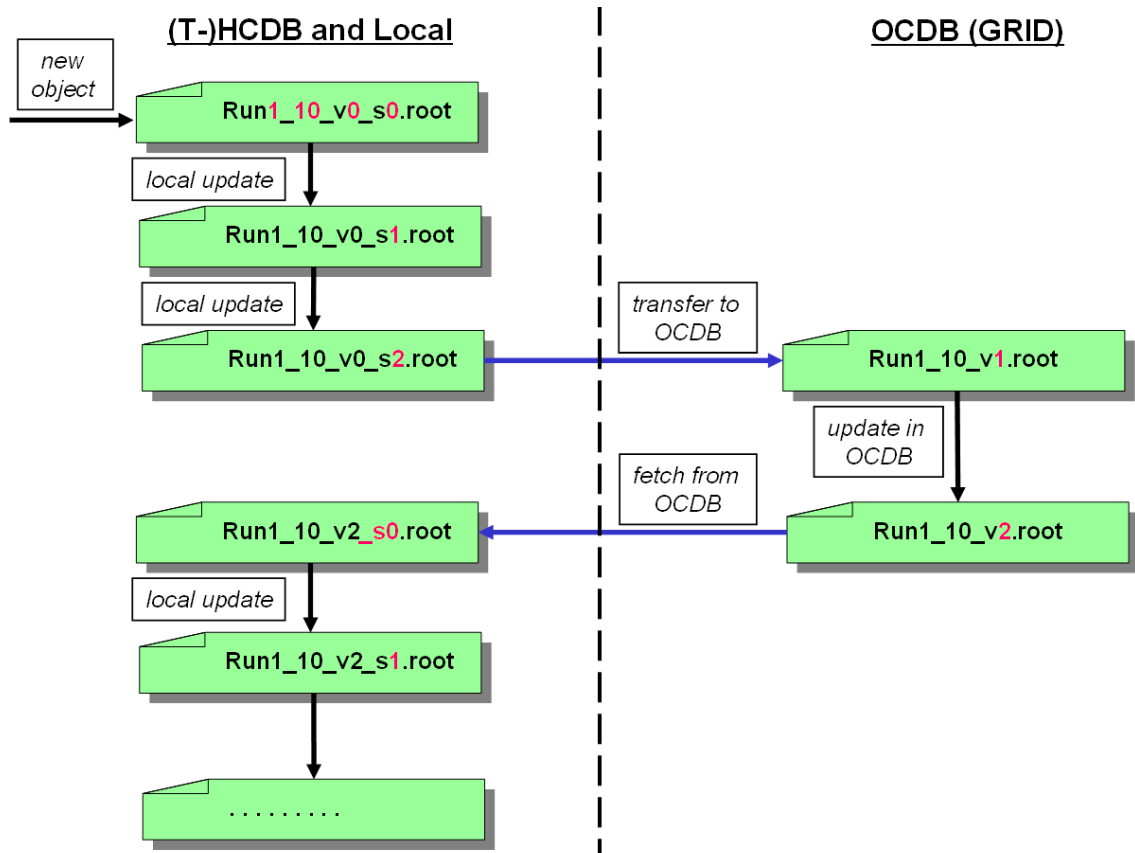 (T-)HCDB and Local
OCDB (GRID)
new
object
Run1_10_v0_s0.root
local update
Run1_10_v0_s1.root
local update
transfer to
OCDB
Run1_10_v0_s2.root
Run1_10_v1.root
update in
OCDB
fetch from
OCDB
Run1_10_v2_s0.root
Run1_10_v2.root
local update
Run1_10_v2_s1.root
. . . . . . . . .